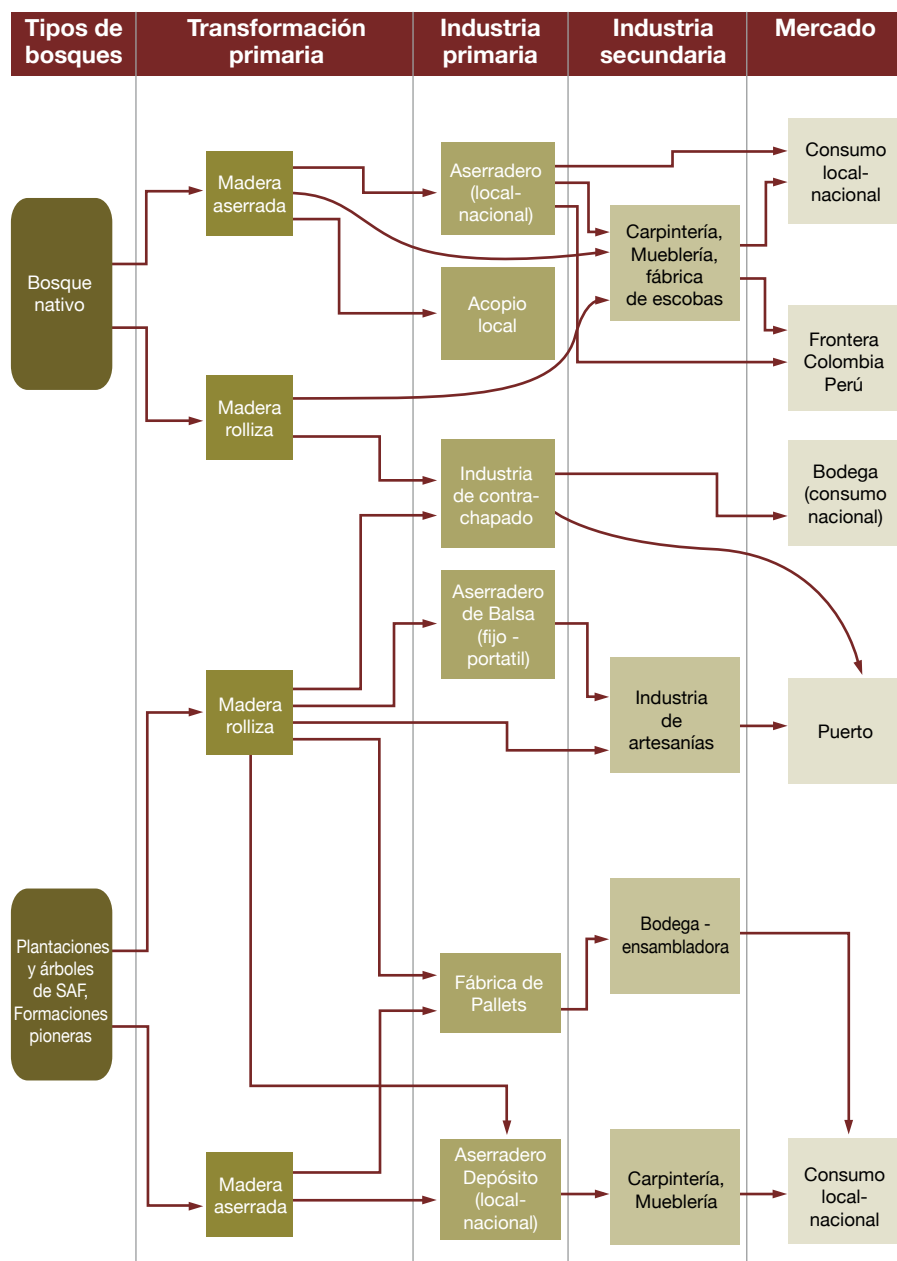 Tipos de
bosques
Transformación
primaria
Industria
primaria
Industria
secundaria
Mercado
Bosque
nativo
Madera
aserrada
Madera
rolliza
Aserradero
(local-
nacional)
Acopio
local
Industria
de contra-
chapado
Carpintería,
Mueblería,
fábrica
de escobas
Consumo
local-
nacional
Frontera
Colombia
Perú
Bodega
(consumo
nacional)
Plantaciones
y árboles
de SAF,
Formaciones
pioneras
Madera
rolliza
Madera
aserrada
Aserradero
de Balsa
(fijo -
portatil)
Fábrica de
Pallets
Aserradero
Depósito
(local-
nacional)
Industria
de
artesanías
Bodega -
ensambladora
Carpintería,
Mueblería
Puerto
Consumo
local-
nacional